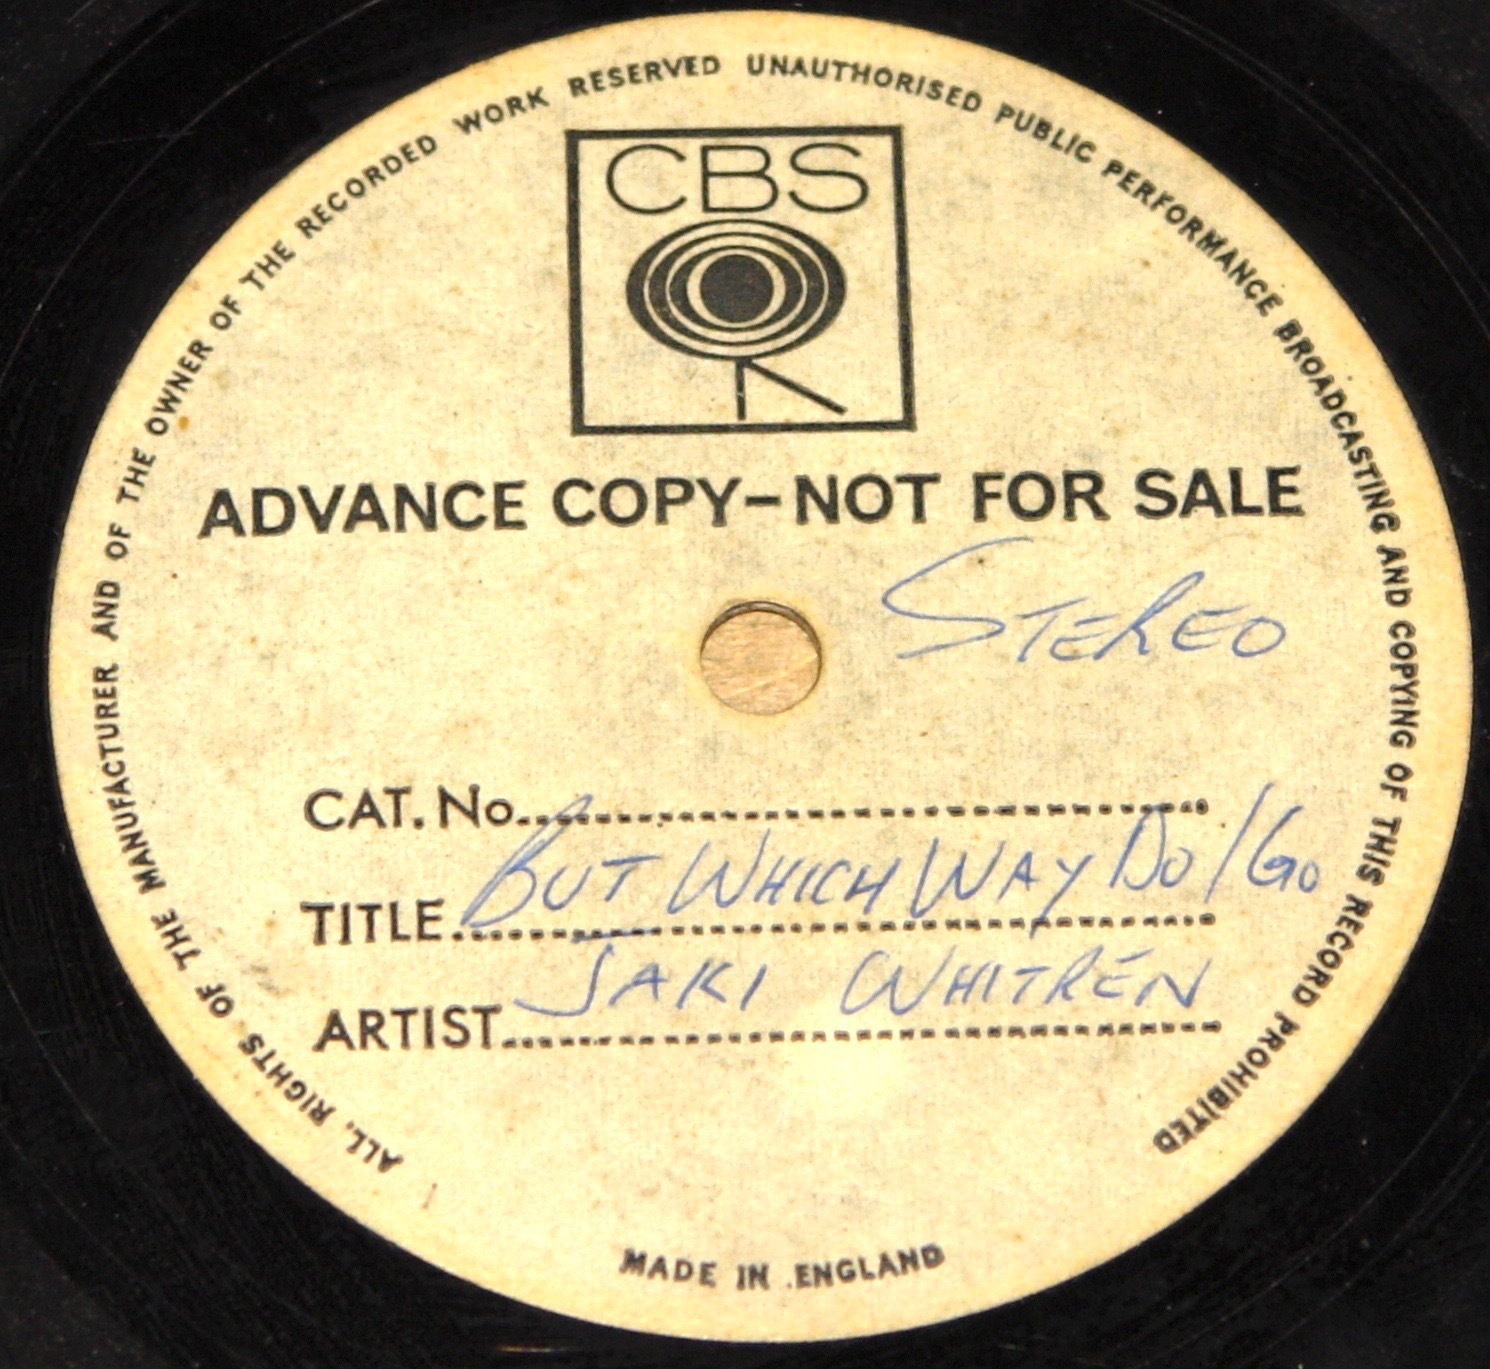 ALL RIGHTS OF THE MANUFACTURER AND OF THE OWNER OF THE RECORDED WORK RESERVED UNAUTHORISED PUBLIC PERFORMANCE BROADCASTING AND COPYING OF THIS RECORD PROHIBITED
CBS
ADVANCE COPY-NOT FOR SALE
STEREO
CAT. No.
TITLE. BUT WHICH WAY DO I GO
ARTIST. JAKI WHITREN
MADE IN ENGLAND